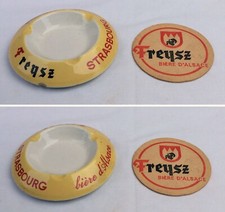 Freysz
STRASBOURG
Freysz
BIÈRE D'ALSACE
STRASBOURG
bière d'Alsace
Freysz
BIÈRE D'ALSACE